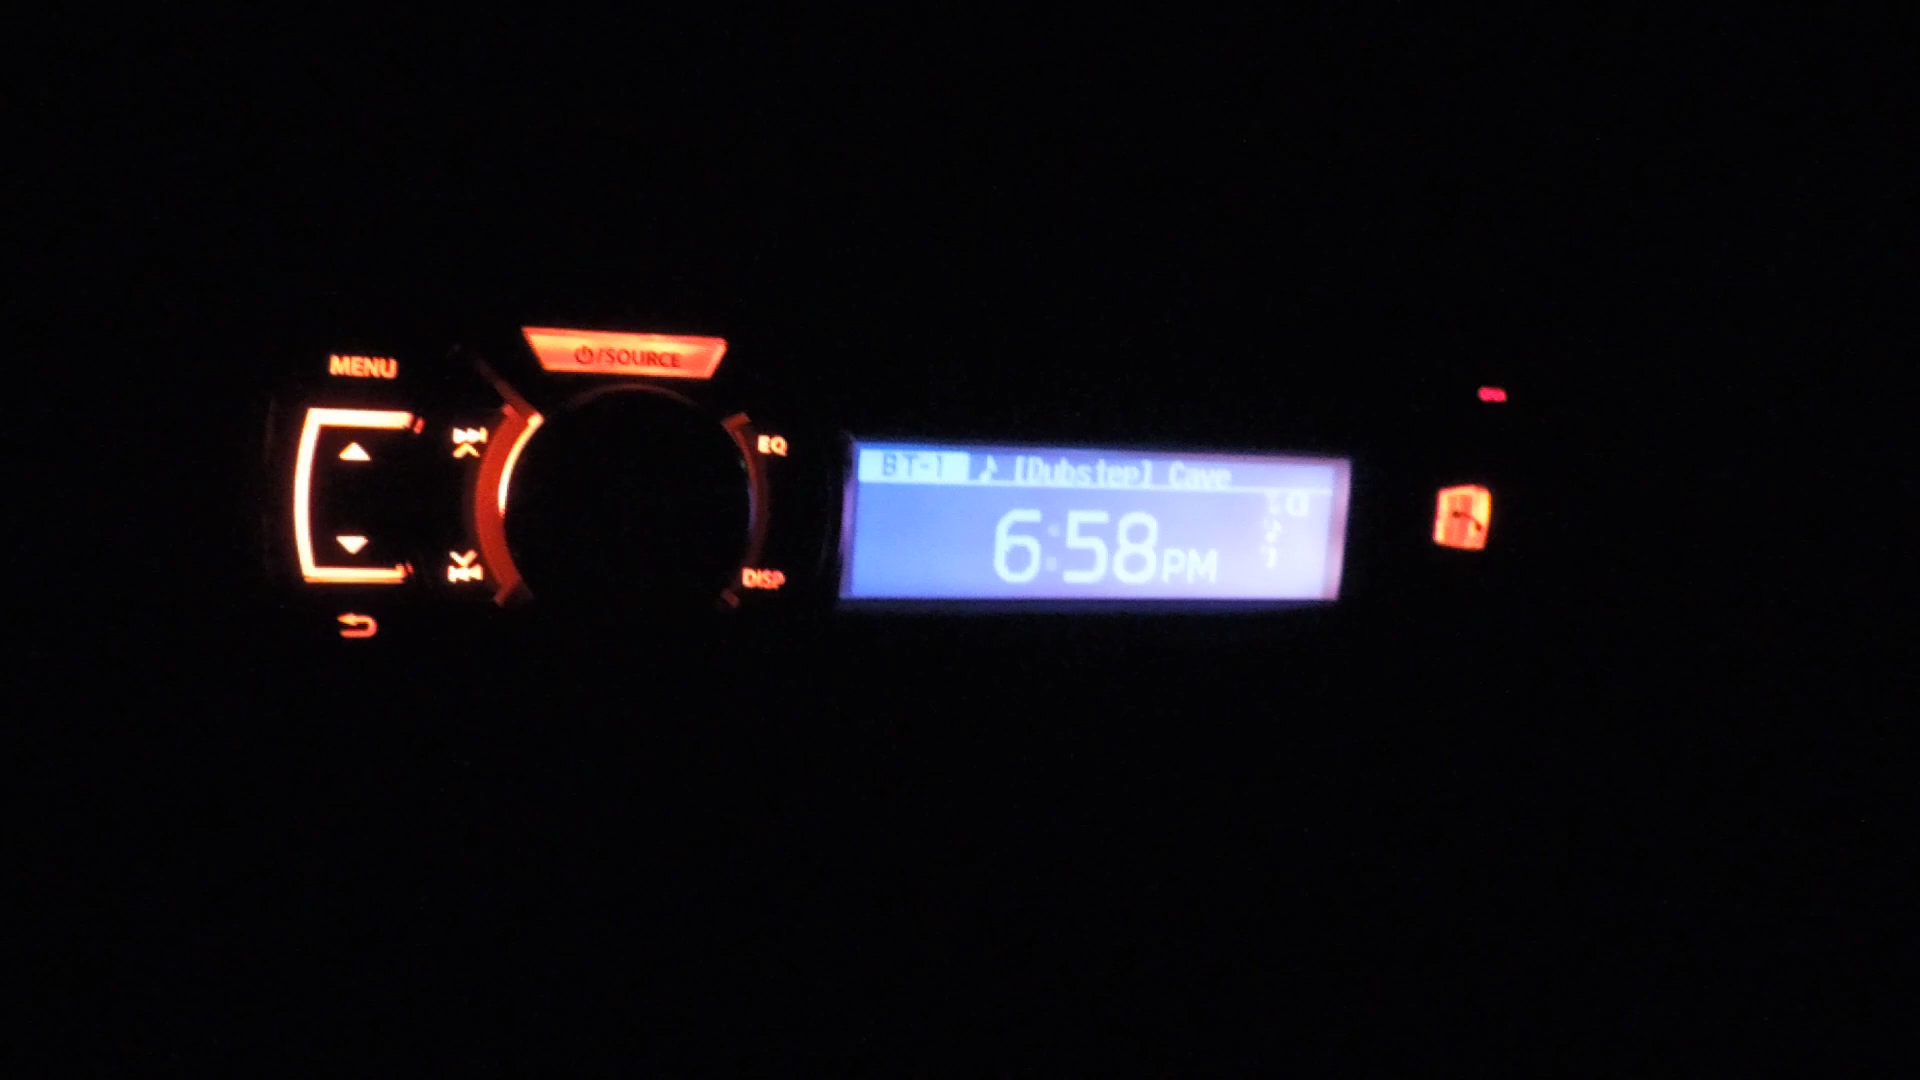 MENU
⏻/SOURCE
EQ
DISP
BT-1 ♪ [Dubstep] Cave
6:58PM